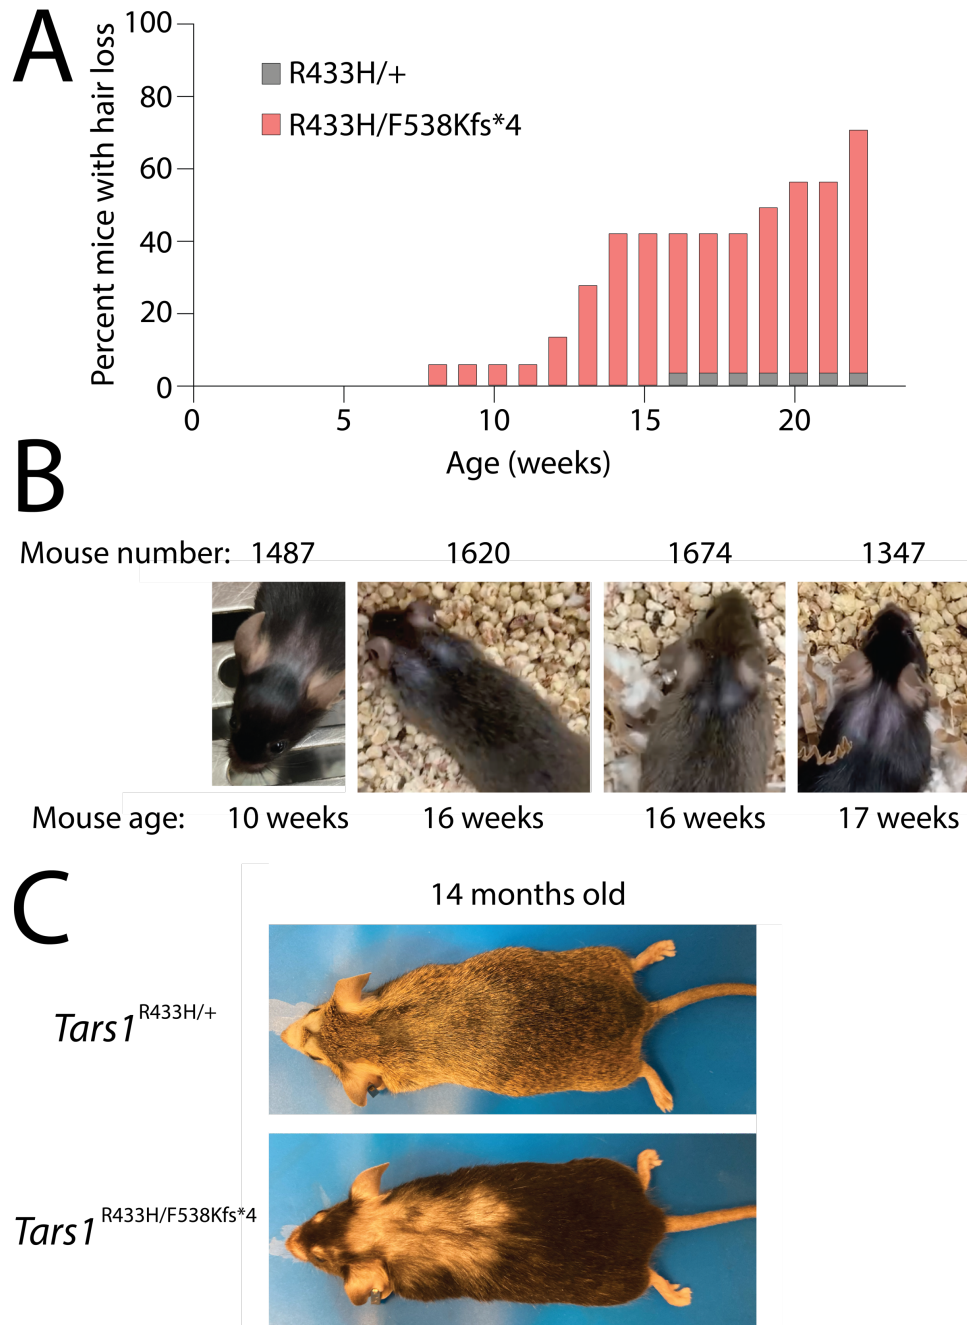 A
Percent mice with hair loss
100
80
60
40
20
0
R433H/+
R433H/F538Kfs*4
0 5 10 15 20
Age (weeks)
B
Mouse number: 1487 1620 1674 1347
Mouse age: 10 weeks 16 weeks 16 weeks 17 weeks
C
14 months old
Tars1 R433H/+
Tars1 R433H/F538Kfs*4